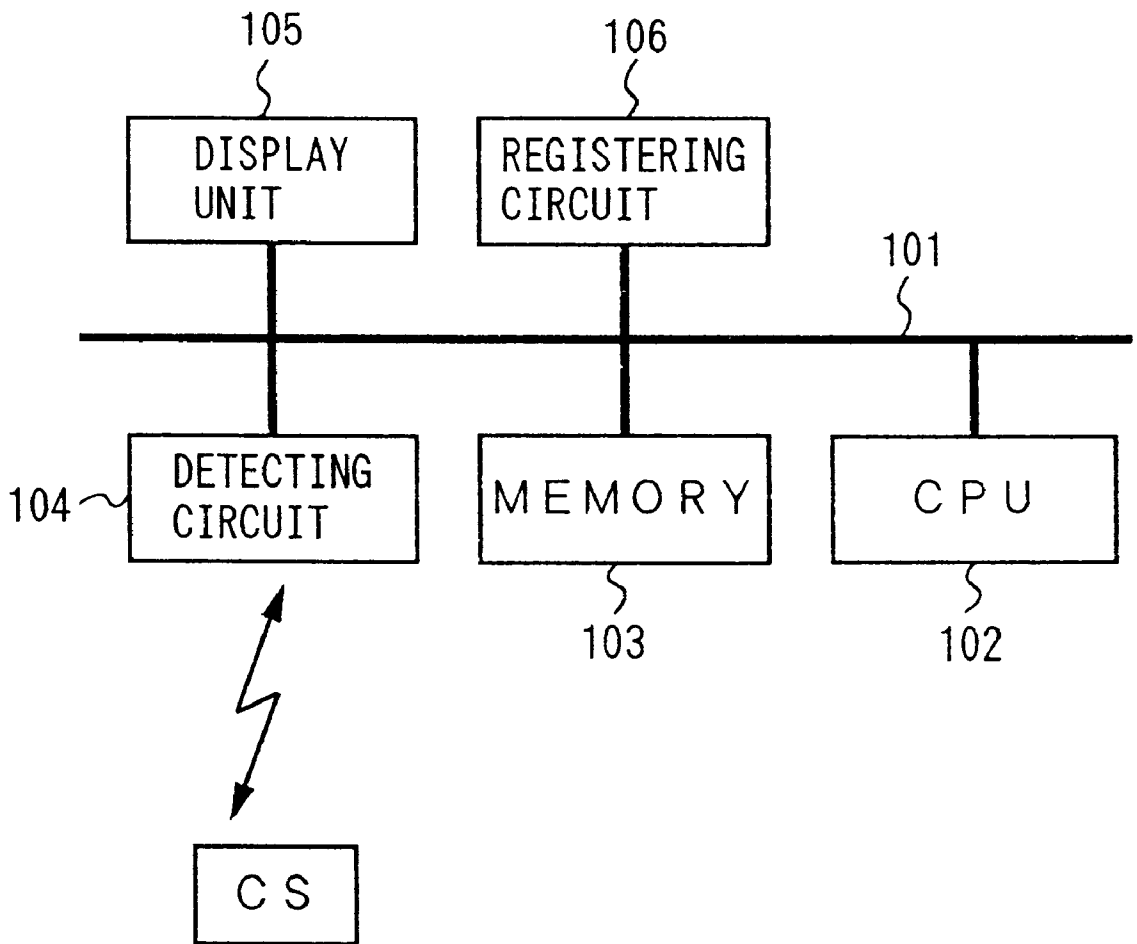 105
106
DISPLAY
UNIT
REGISTERING
CIRCUIT
101
DETECTING
CIRCUIT
104
MEMORY
CPU
103
102
CS